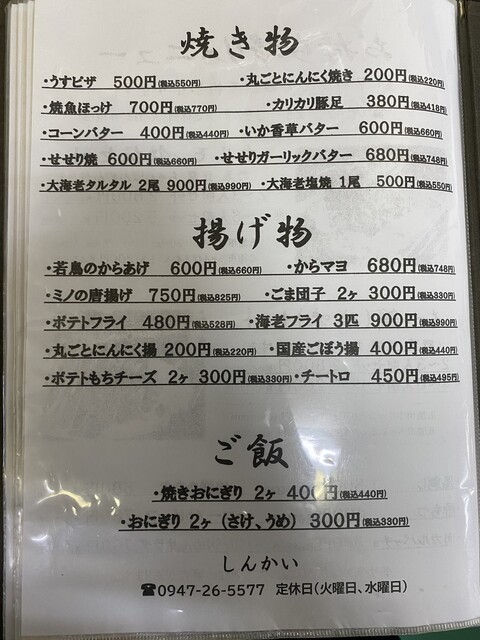 焼き物
・うすピザ 500円(税込550円) ・丸ごとにんにく焼き 200円(税込220円)
・焼魚ほっけ 700円(税込770円) ・カリカリ豚足 380円(税込418円)
・コーンバター 400円(税込440円) ・いか香草バター 600円(税込660円)
・せせり焼 600円(税込660円) ・せせりガーリックバター 680円(税込748円)
・大海老タルタル 2尾 900円(税込990円) ・大海老塩焼 1尾 500円(税込550円)
揚げ物
・若鳥のからあげ 600円(税込660円) ・からマヨ 680円(税込748円)
・ミノの唐揚げ 750円(税込825円) ・ごま団子 2ヶ 300円(税込330円)
・ポテトフライ 480円(税込528円) ・海老フライ 3匹 900円(税込990円)
・丸ごとにんにく揚 200円(税込220円) ・国産ごぼう揚 400円(税込440円)
・ポテトもちチーズ 2ヶ 300円(税込330円) ・チートロ 450円(税込495円)
ご飯
・焼きおにぎり 2ヶ 400円(税込440円)
・おにぎり 2ヶ (さけ、うめ) 300円(税込330円)
しんかい
☎0947-26-5577 定休日(火曜日、水曜日)